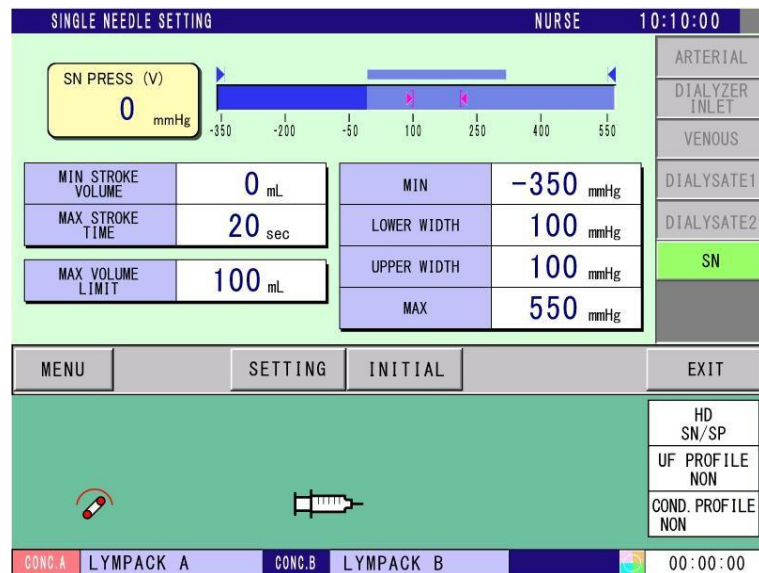 SINGLE NEEDLE SETTING NURSE 10:10:00
SN PRESS (V)
0 mmHg
-350 -200 -50 100 250 400 550
MIN STROKE
VOLUME
0 mL
MAX STROKE
TIME
20 sec
MAX VOLUME
LIMIT
100 mL
MIN -350 mmHg
LOWER WIDTH 100 mmHg
UPPER WIDTH 100 mmHg
MAX 550 mmHg
ARTERIAL
DIALYZER
INLET
VENOUS
DIALYSATE1
DIALYSATE2
SN
MENU SETTING INITIAL EXIT
HD
SN/SP
UF PROFILE
NON
COND.PROFILE
NON
CONC.A LYMPACK A CONC.B LYMPACK B 00:00:00